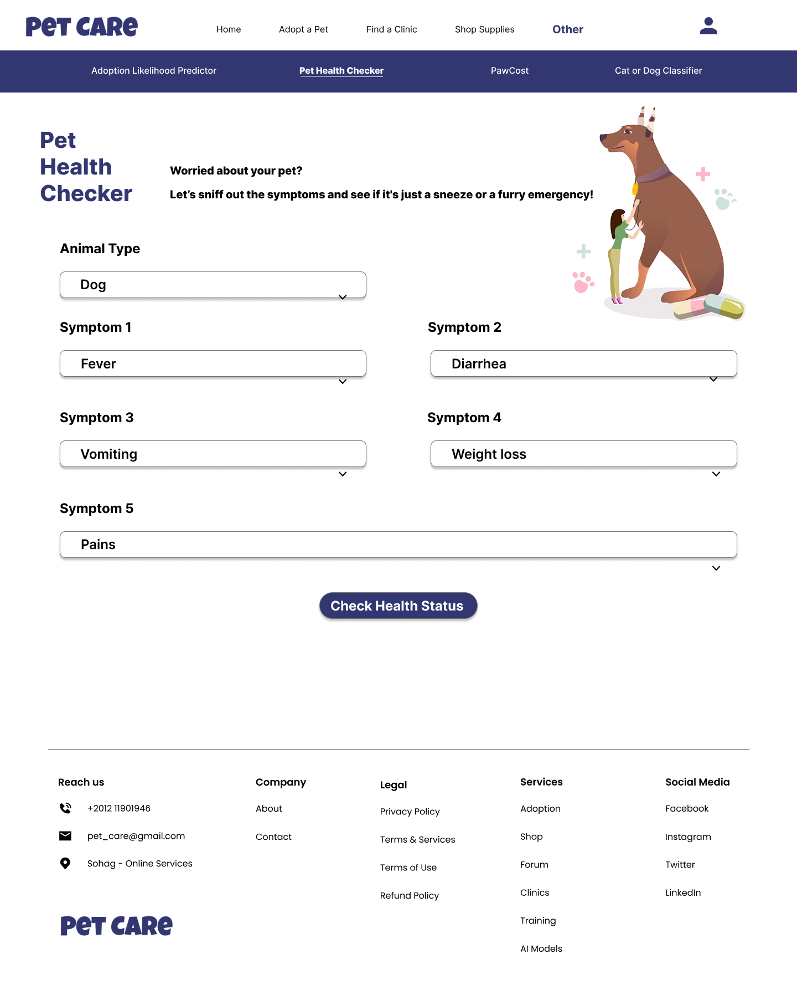 Pet Care
Home
Adopt a Pet
Find a Clinic
Shop Supplies
Other
Adoption Likelihood Predictor
Pet Health Checker
PawCost
Cat or Dog Classifier
Pet
Health
Checker
Worried about your pet?
Let’s sniff out the symptoms and see if it's just a sneeze or a furry emergency!
Animal Type
Dog
Symptom 1
Fever
Symptom 2
Diarrhea
Symptom 3
Vomiting
Symptom 4
Weight loss
Symptom 5
Pains
Check Health Status
Reach us
+2012 11901946
pet_care@gmail.com
Sohag - Online Services
Pet Care
Company
About
Contact
Legal
Privacy Policy
Terms & Services
Terms of Use
Refund Policy
Services
Adoption
Shop
Forum
Clinics
Training
AI Models
Social Media
Facebook
Instagram
Twitter
LinkedIn